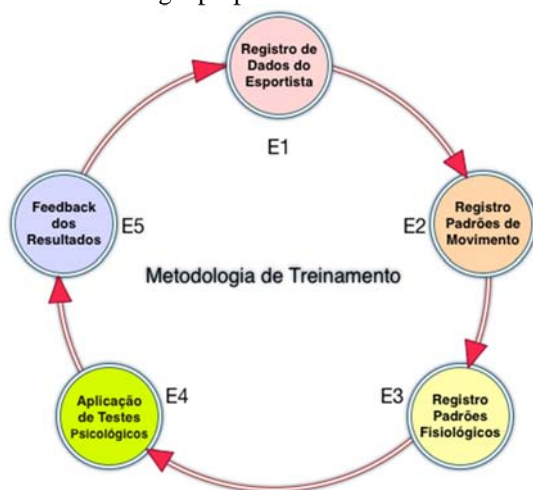 Registro de
Dados do
Esportista
E1
E2
Registro
Padrões de
Movimento
E3
Registro
Padrões
Fisiológicos
E4
Aplicação
de Testes
Psicológicos
E5
Feedback
dos
Resultados
Metodologia de Treinamento